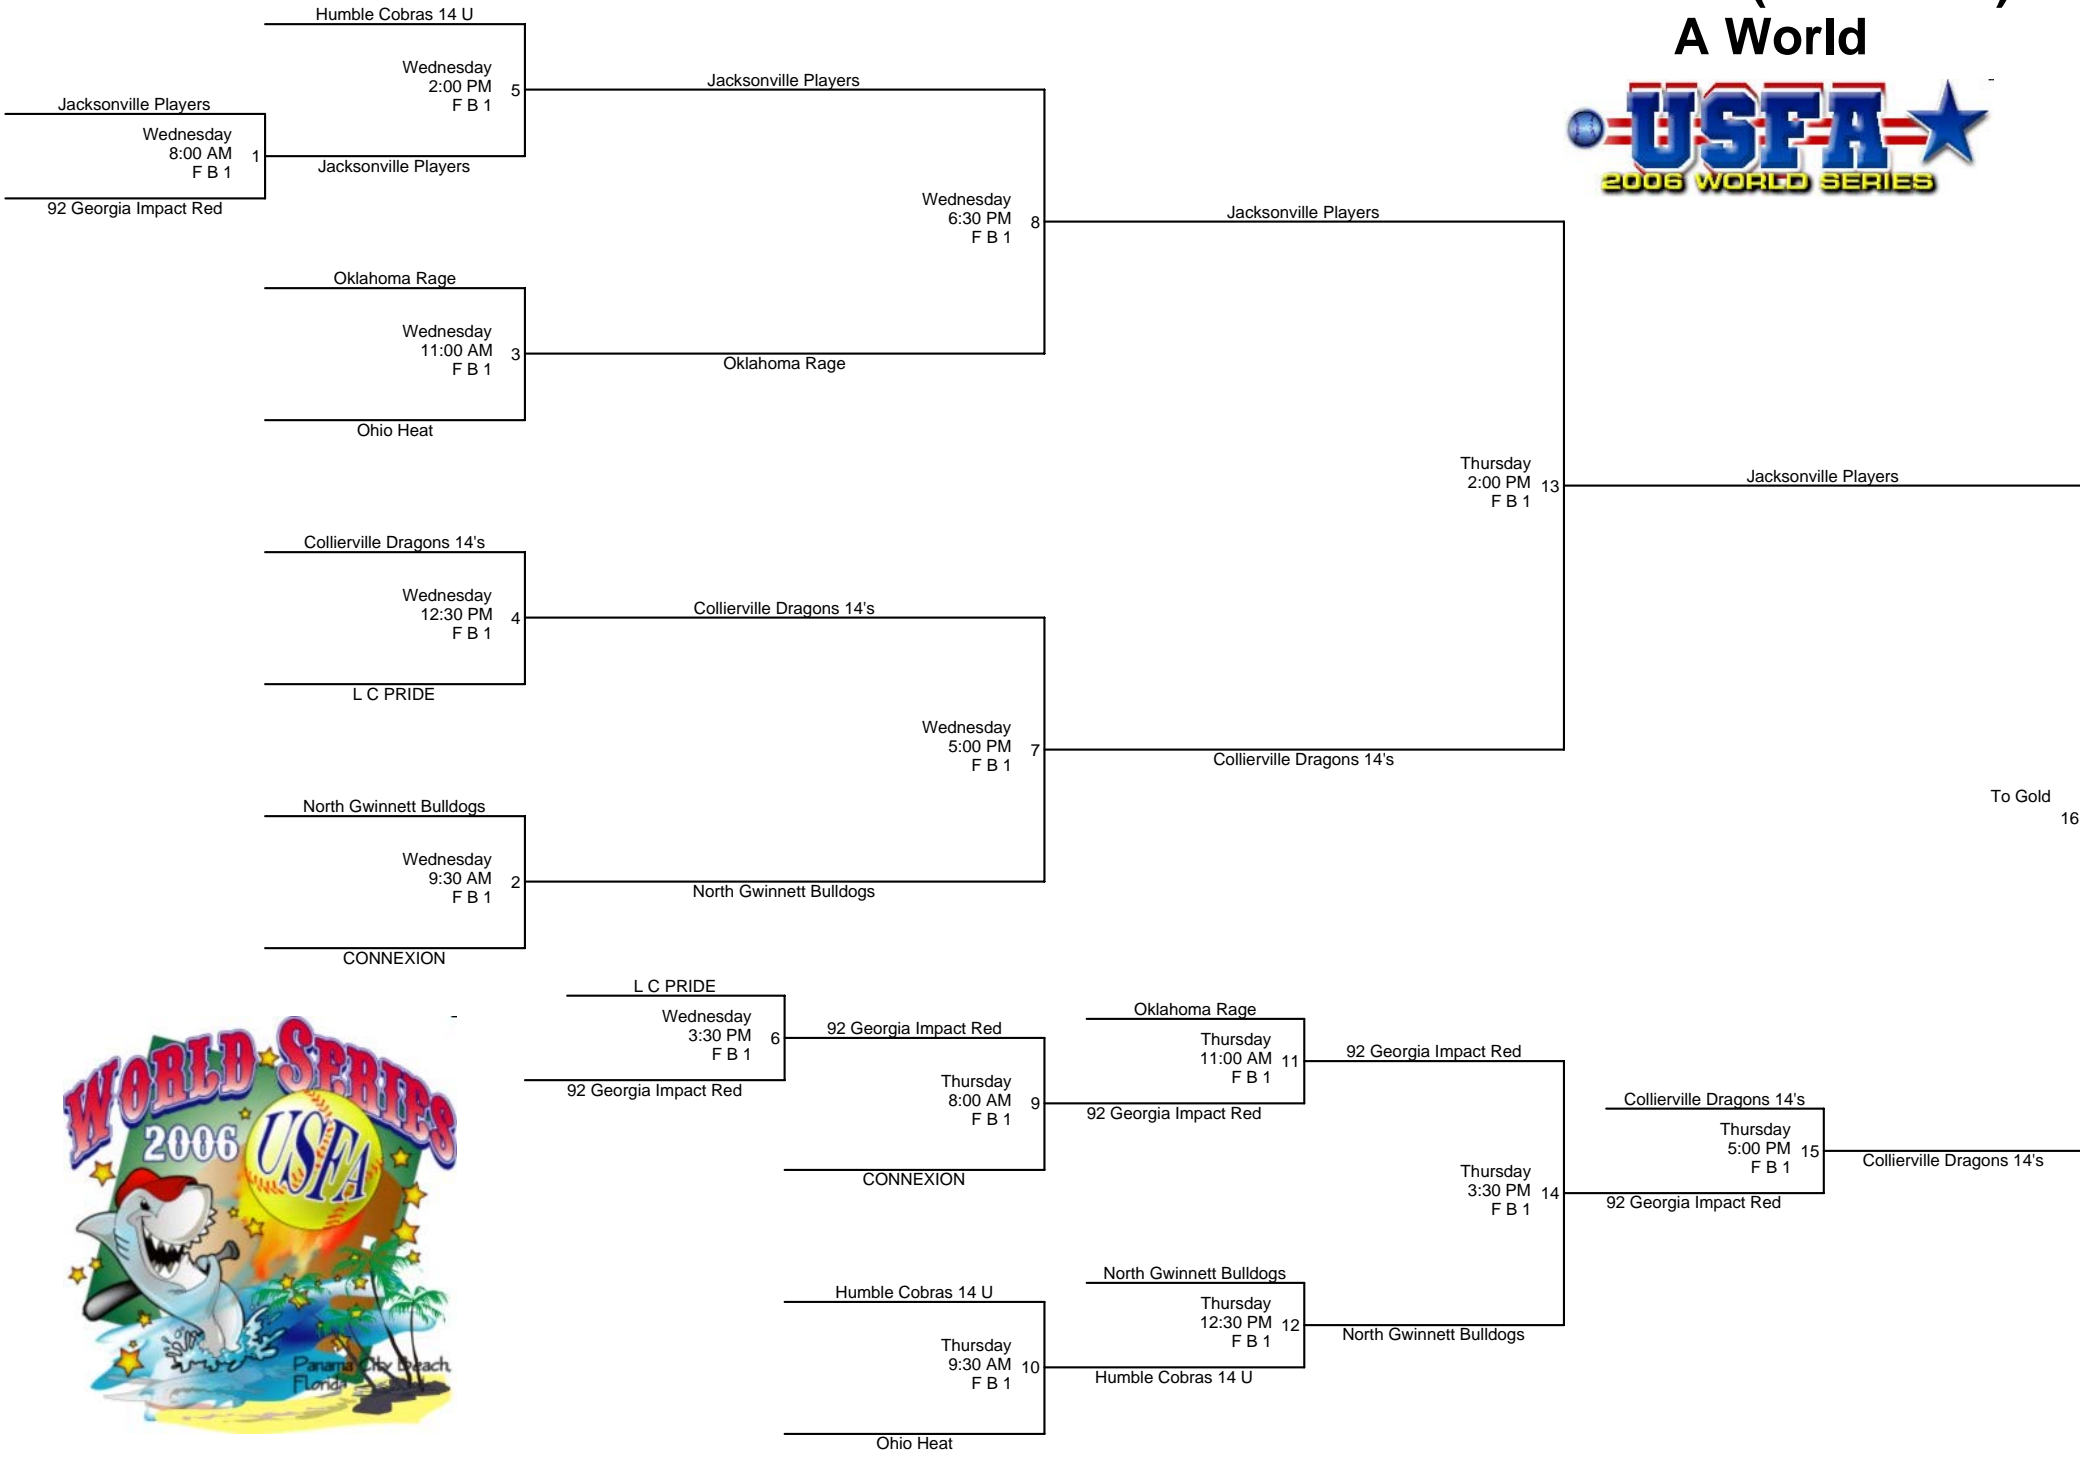 A World
USFA
2006 WORLD SERIES
Humble Cobras 14 U
Wednesday
2:00 PM
F B 1
5
Jacksonville Players
Jacksonville Players
Wednesday
8:00 AM
F B 1
1
Jacksonville Players
92 Georgia Impact Red
Wednesday
6:30 PM
F B 1
8
Jacksonville Players
Oklahoma Rage
Wednesday
11:00 AM
F B 1
3
Oklahoma Rage
Ohio Heat
Thursday
2:00 PM
F B 1
13
Jacksonville Players
Collierville Dragons 14's
Wednesday
12:30 PM
F B 1
4
Collierville Dragons 14's
L C PRIDE
Wednesday
5:00 PM
F B 1
7
Collierville Dragons 14's
To Gold
16
North Gwinnett Bulldogs
Wednesday
9:30 AM
F B 1
2
North Gwinnett Bulldogs
CONNEXION
L C PRIDE
Wednesday
3:30 PM
F B 1
6
92 Georgia Impact Red
92 Georgia Impact Red
Thursday
8:00 AM
F B 1
9
92 Georgia Impact Red
CONNEXION
Oklahoma Rage
Thursday
11:00 AM
F B 1
11
92 Georgia Impact Red
Thursday
3:30 PM
F B 1
14
92 Georgia Impact Red
Collierville Dragons 14's
Thursday
5:00 PM
F B 1
15
Collierville Dragons 14's
North Gwinnett Bulldogs
Thursday
12:30 PM
F B 1
12
North Gwinnett Bulldogs
Humble Cobras 14 U
Thursday
9:30 AM
F B 1
10
Humble Cobras 14 U
Ohio Heat
WORLD SERIES
2006
USFA
Panama City Beach,
Florida